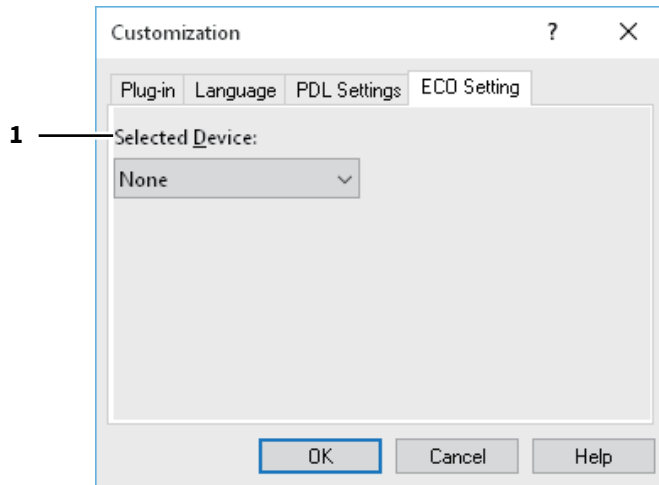 Customization ?
Plug-in Language PDL Settings ECO Setting
1 Selected Device:
None
OK Cancel Help